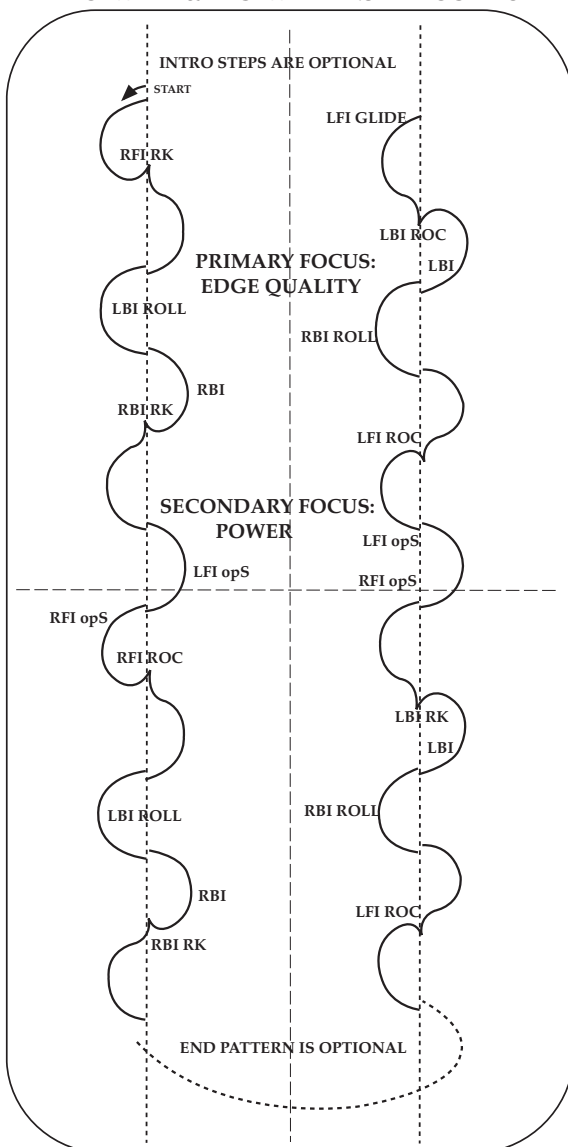 INTRO STEPS ARE OPTIONAL
START
RFI RK
LBI ROLL
RBI
RBI RK
LFI opS
RFI opS
RFI ROC
LBI ROLL
RBI
RBI RK
PRIMARY FOCUS:
EDGE QUALITY
SECONDARY FOCUS:
POWER
LFI GLIDE
LBI ROC
LBI
RBI ROLL
LFI ROC
LFI opS
RFI opS
LBI RK
LBI
RBI ROLL
LFI ROC
END PATTERN IS OPTIONAL